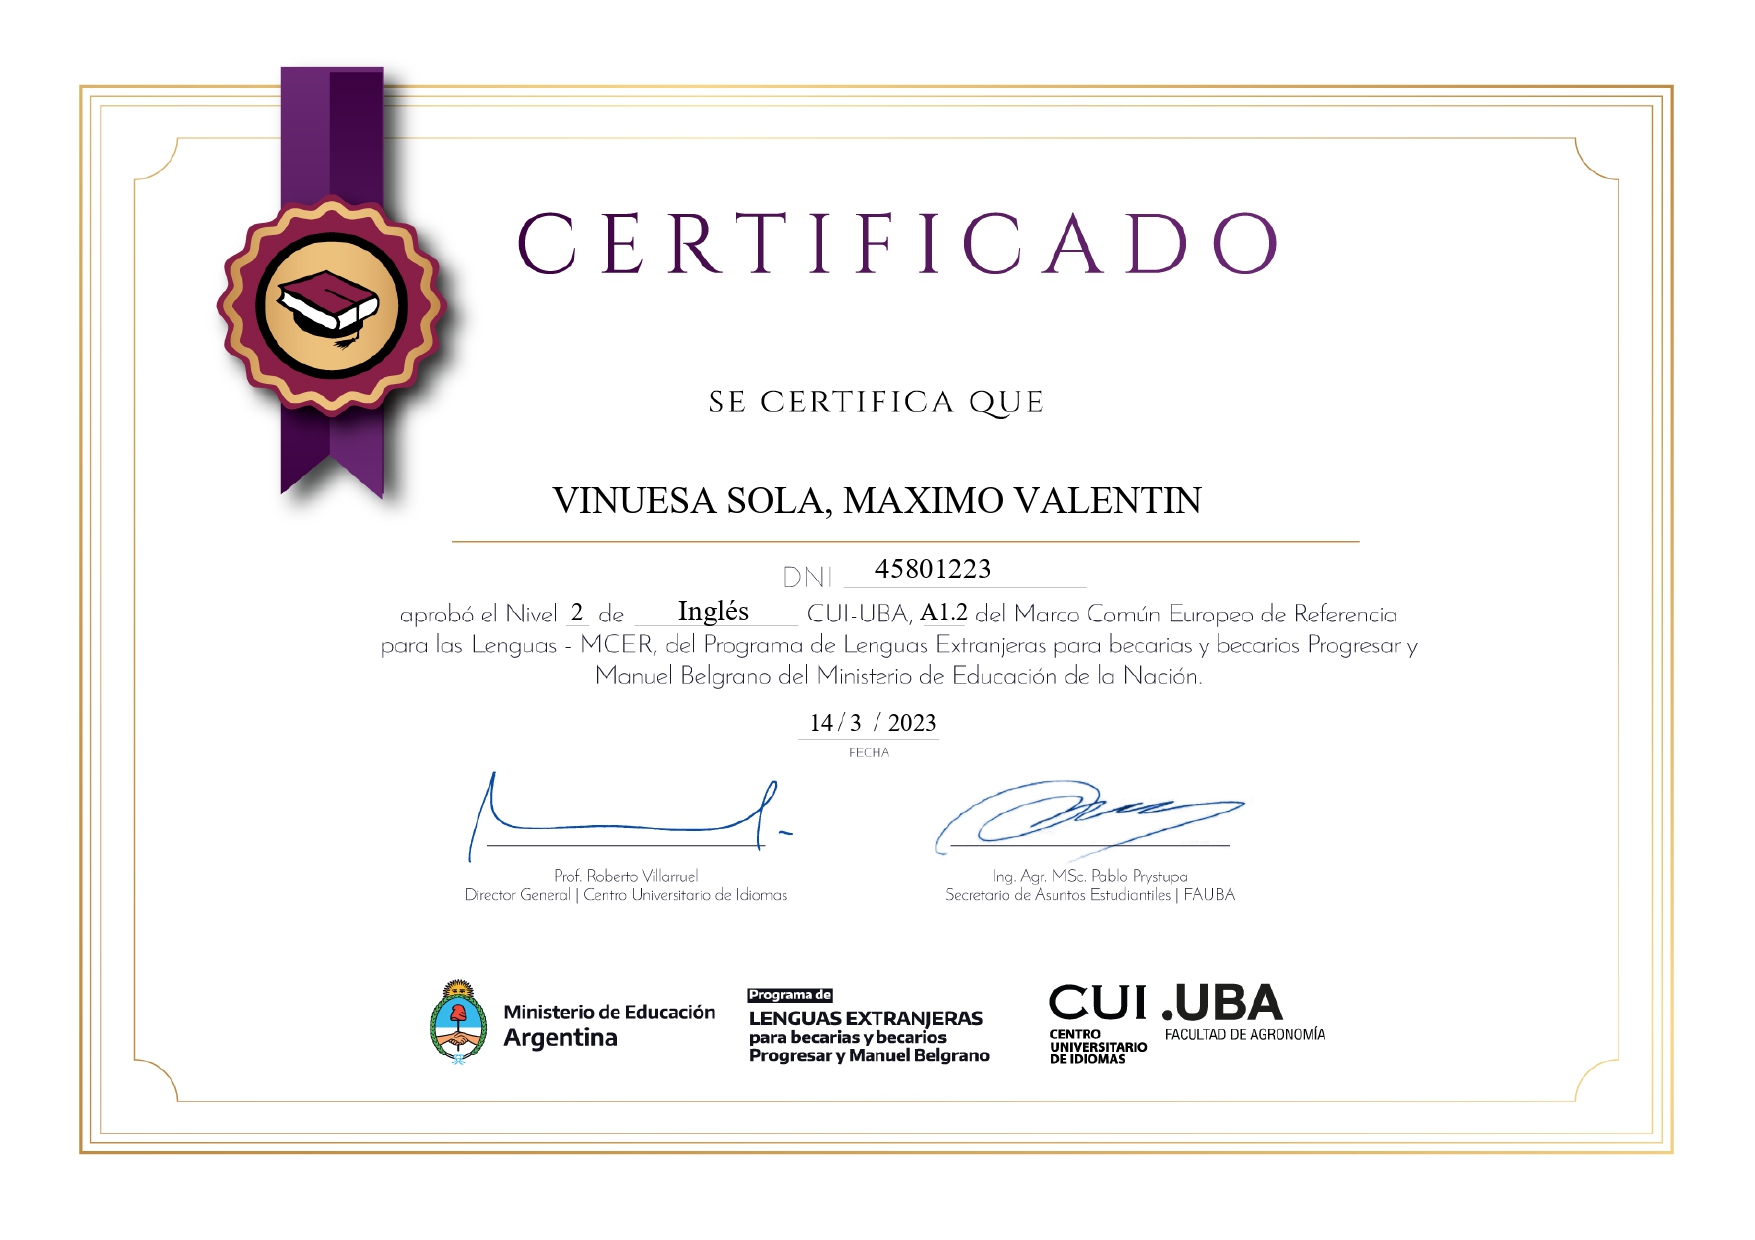 CERTIFICADO
SE CERTIFICA QUE
VINUESA SOLA, MAXIMO VALENTIN
DNI 45801223
aprobó el Nivel 2 de Inglés CUI-UBA, A1.2 del Marco Común Europeo de Referencia
para las Lenguas - MCER, del Programa de Lenguas Extranjeras para becarias y becarios Progresar y
Manuel Belgrano del Ministerio de Educación de la Nación.
14 / 3 / 2023
FECHA
Prof. Roberto Villarruel
Director General | Centro Universitario de Idiomas
Ing. Agr. MSc. Pablo Prystupa
Secretario de Asuntos Estudiantiles | FAUBA
Ministerio de Educación
Argentina
Programa de
LENGUAS EXTRANJERAS
para becarias y becarios
Progresar y Manuel Belgrano
CUI.UBA
CENTRO
UNIVERSITARIO
DE IDIOMAS
FACULTAD DE AGRONOMÍA